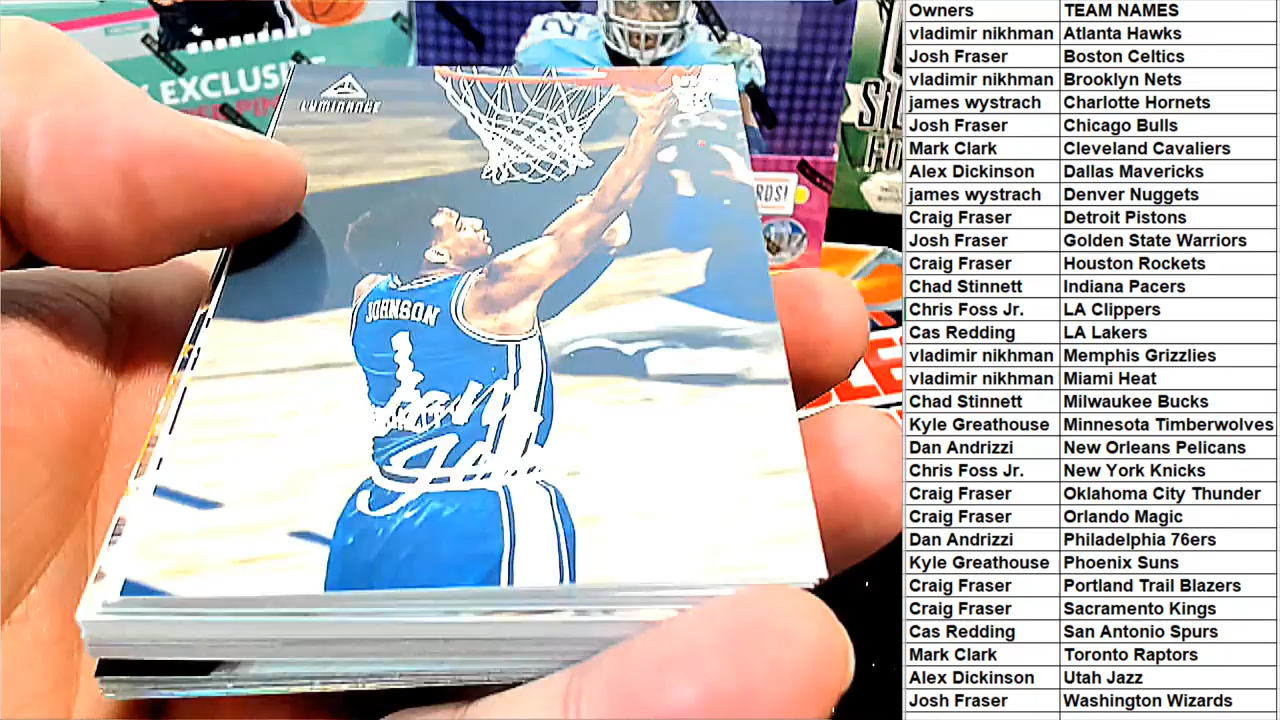 Owners TEAM NAMES
vladimir nikhman Atlanta Hawks
Josh Fraser Boston Celtics
vladimir nikhman Brooklyn Nets
james wystrach Charlotte Hornets
Josh Fraser Chicago Bulls
Mark Clark Cleveland Cavaliers
Alex Dickinson Dallas Mavericks
james wystrach Denver Nuggets
Craig Fraser Detroit Pistons
Josh Fraser Golden State Warriors
Craig Fraser Houston Rockets
Chad Stinnett Indiana Pacers
Chris Foss Jr. LA Clippers
Cas Redding LA Lakers
vladimir nikhman Memphis Grizzlies
vladimir nikhman Miami Heat
Chad Stinnett Milwaukee Bucks
Kyle Greathouse Minnesota Timberwolves
Dan Andrizzi New Orleans Pelicans
Chris Foss Jr. New York Knicks
Craig Fraser Oklahoma City Thunder
Craig Fraser Orlando Magic
Dan Andrizzi Philadelphia 76ers
Kyle Greathouse Phoenix Suns
Craig Fraser Portland Trail Blazers
Craig Fraser Sacramento Kings
Cas Redding San Antonio Spurs
Mark Clark Toronto Raptors
Alex Dickinson Utah Jazz
Josh Fraser Washington Wizards
EXCLUSI
LUMINANCE
RDS!
JOHNSON
1